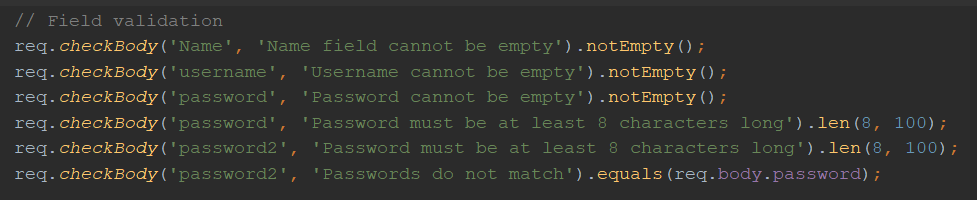 // Field validation
req.checkBody('Name', 'Name field cannot be empty').notEmpty();
req.checkBody('username', 'Username cannot be empty').notEmpty();
req.checkBody('password', 'Password cannot be empty').notEmpty();
req.checkBody('password', 'Password must be at least 8 characters long').len(8, 100);
req.checkBody('password2', 'Password must be at least 8 characters long').len(8, 100);
req.checkBody('password2', 'Passwords do not match').equals(req.body.password);